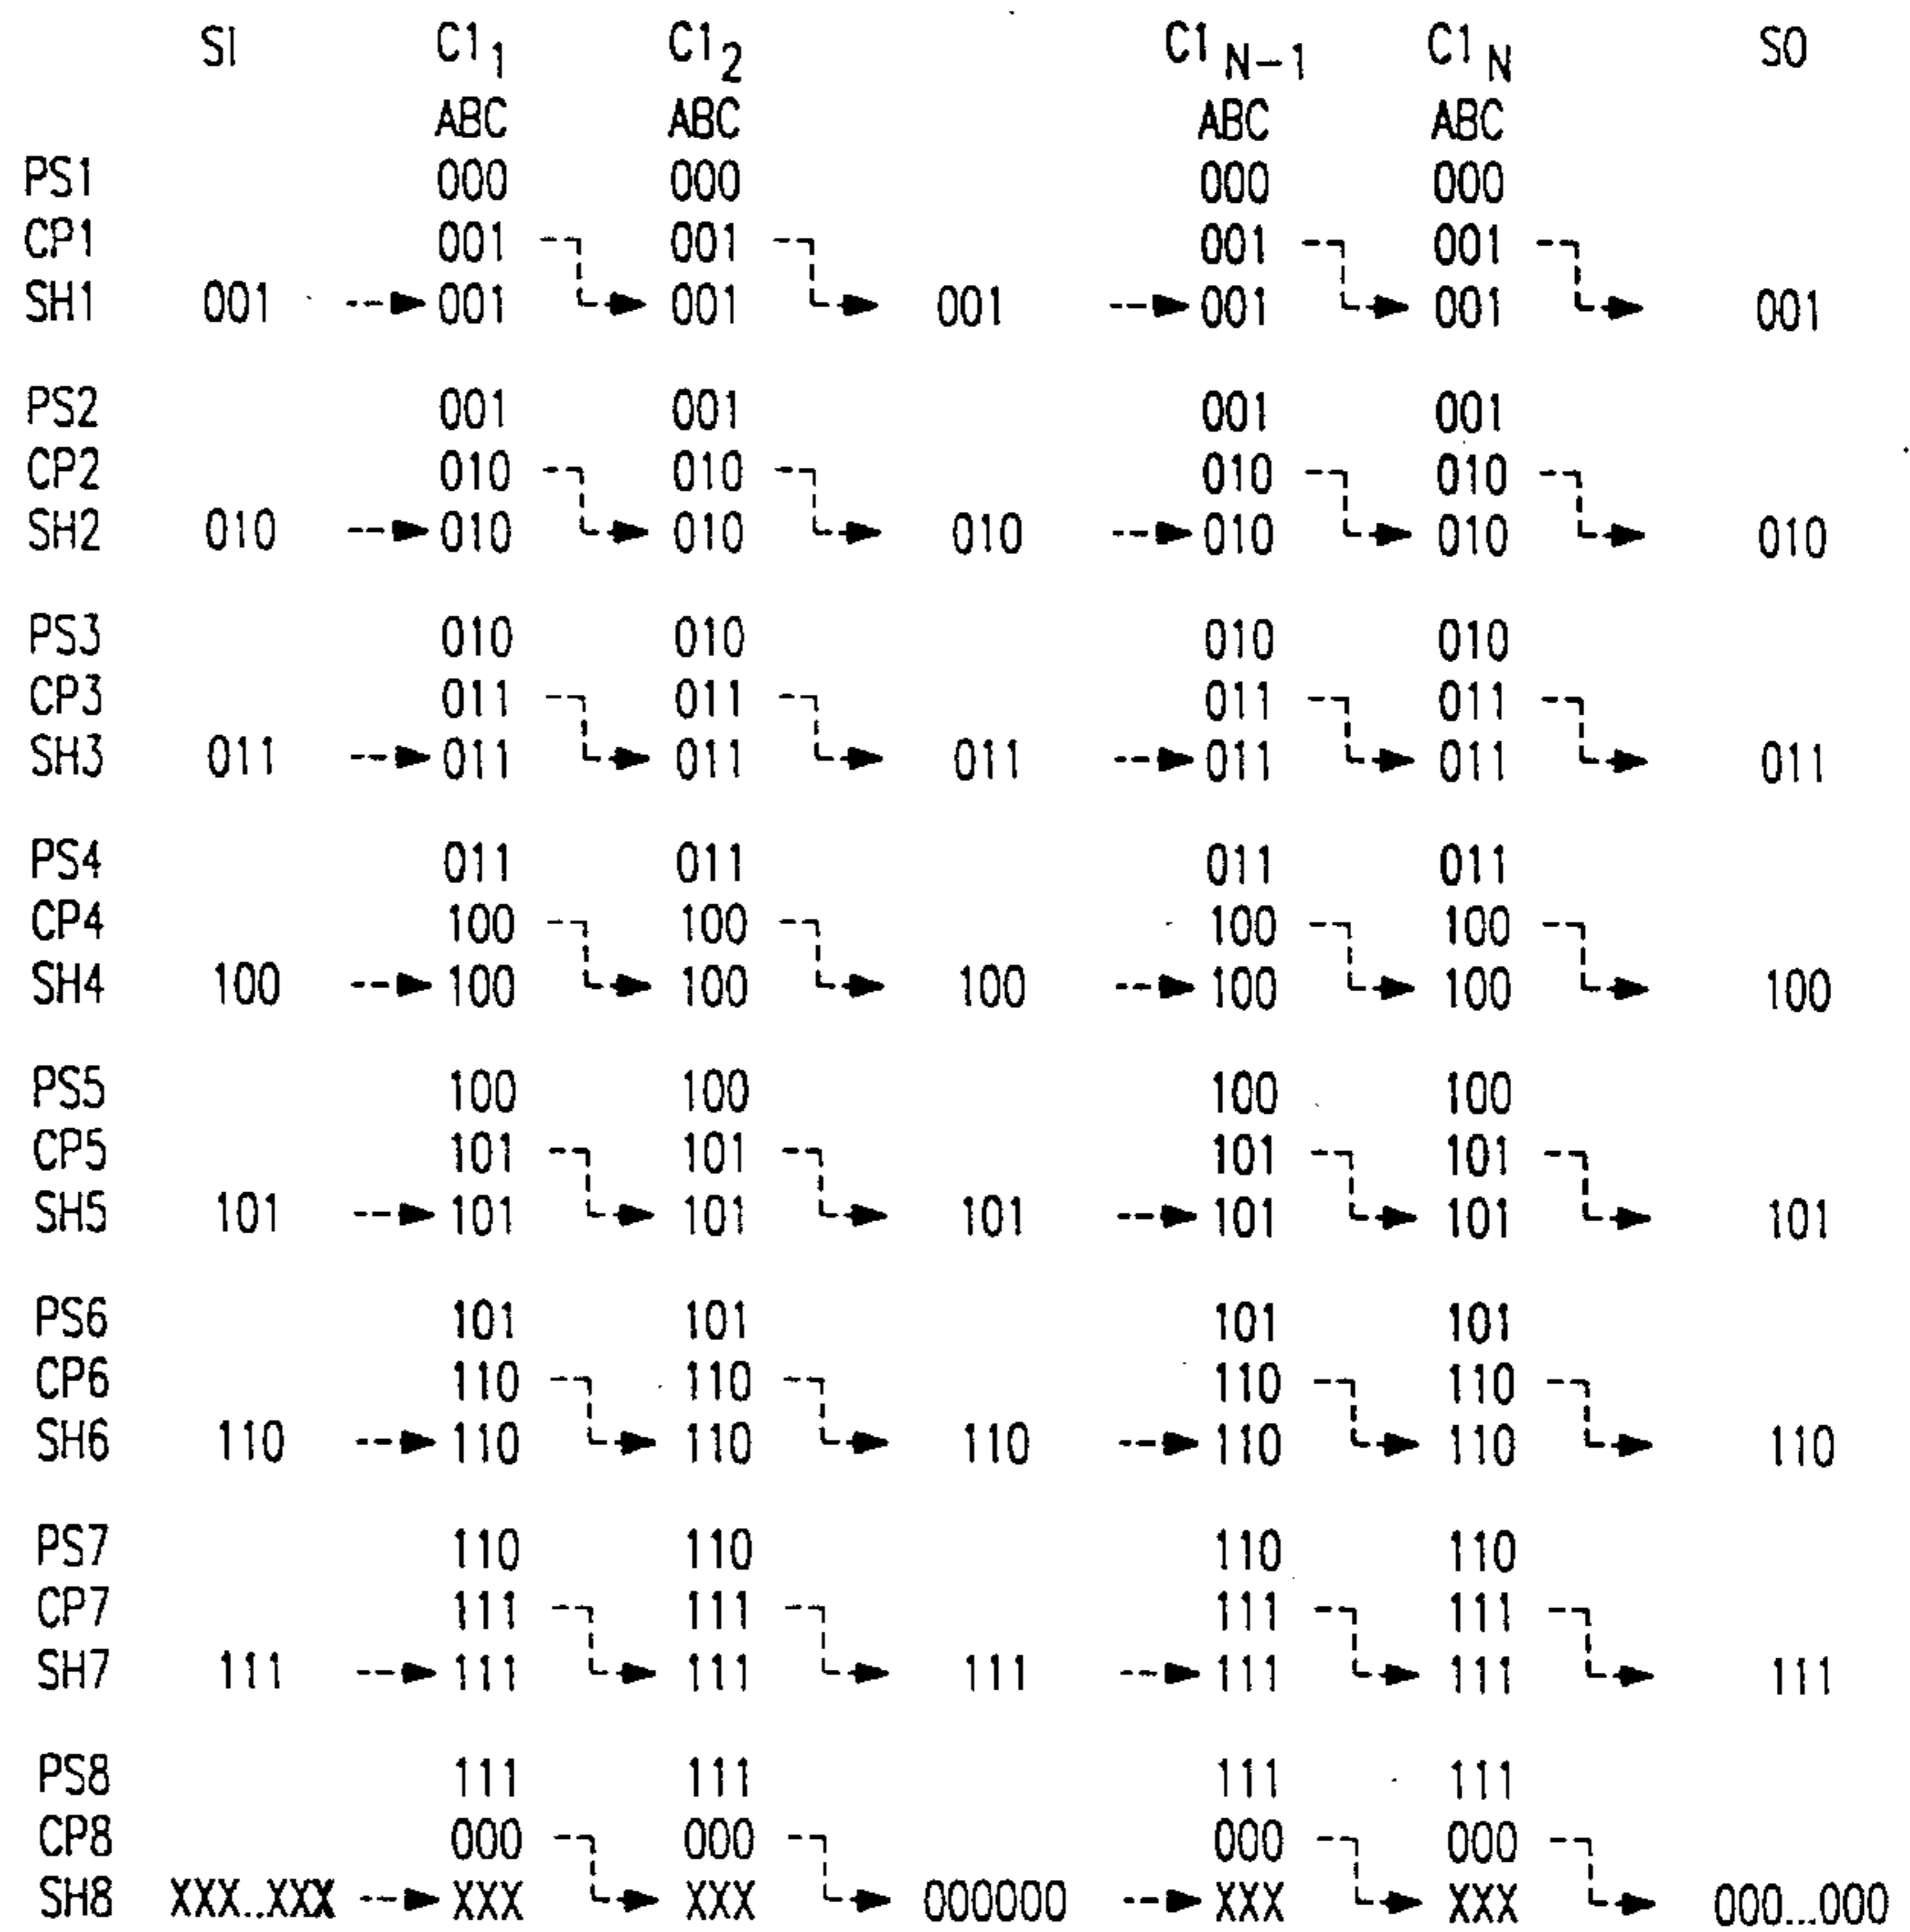 SI C1₁ C1₂ C1 N-1 C1 N SO
ABC ABC ABC ABC
PS1 000 000 000 000
CP1 001 001 001 001
SH1 001 001 001 001 001 001 001
PS2 001 001 001 001
CP2 010 010 010 010
SH2 010 010 010 010 010 010 010
PS3 010 010 010 010
CP3 011 011 011 011
SH3 011 011 011 011 011 011 011
PS4 011 011 011 011
CP4 100 100 100 100
SH4 100 100 100 100 100 100 100
PS5 100 100 100 100
CP5 101 101 101 101
SH5 101 101 101 101 101 101 101
PS6 101 101 101 101
CP6 110 110 110 110
SH6 110 110 110 110 110 110 110
PS7 110 110 110 110
CP7 111 111 111 111
SH7 111 111 111 111 111 111 111
PS8 111 111 111 111
CP8 000 000 000 000
SH8 XXX..XXX XXX XXX 000000 XXX XXX 000...000